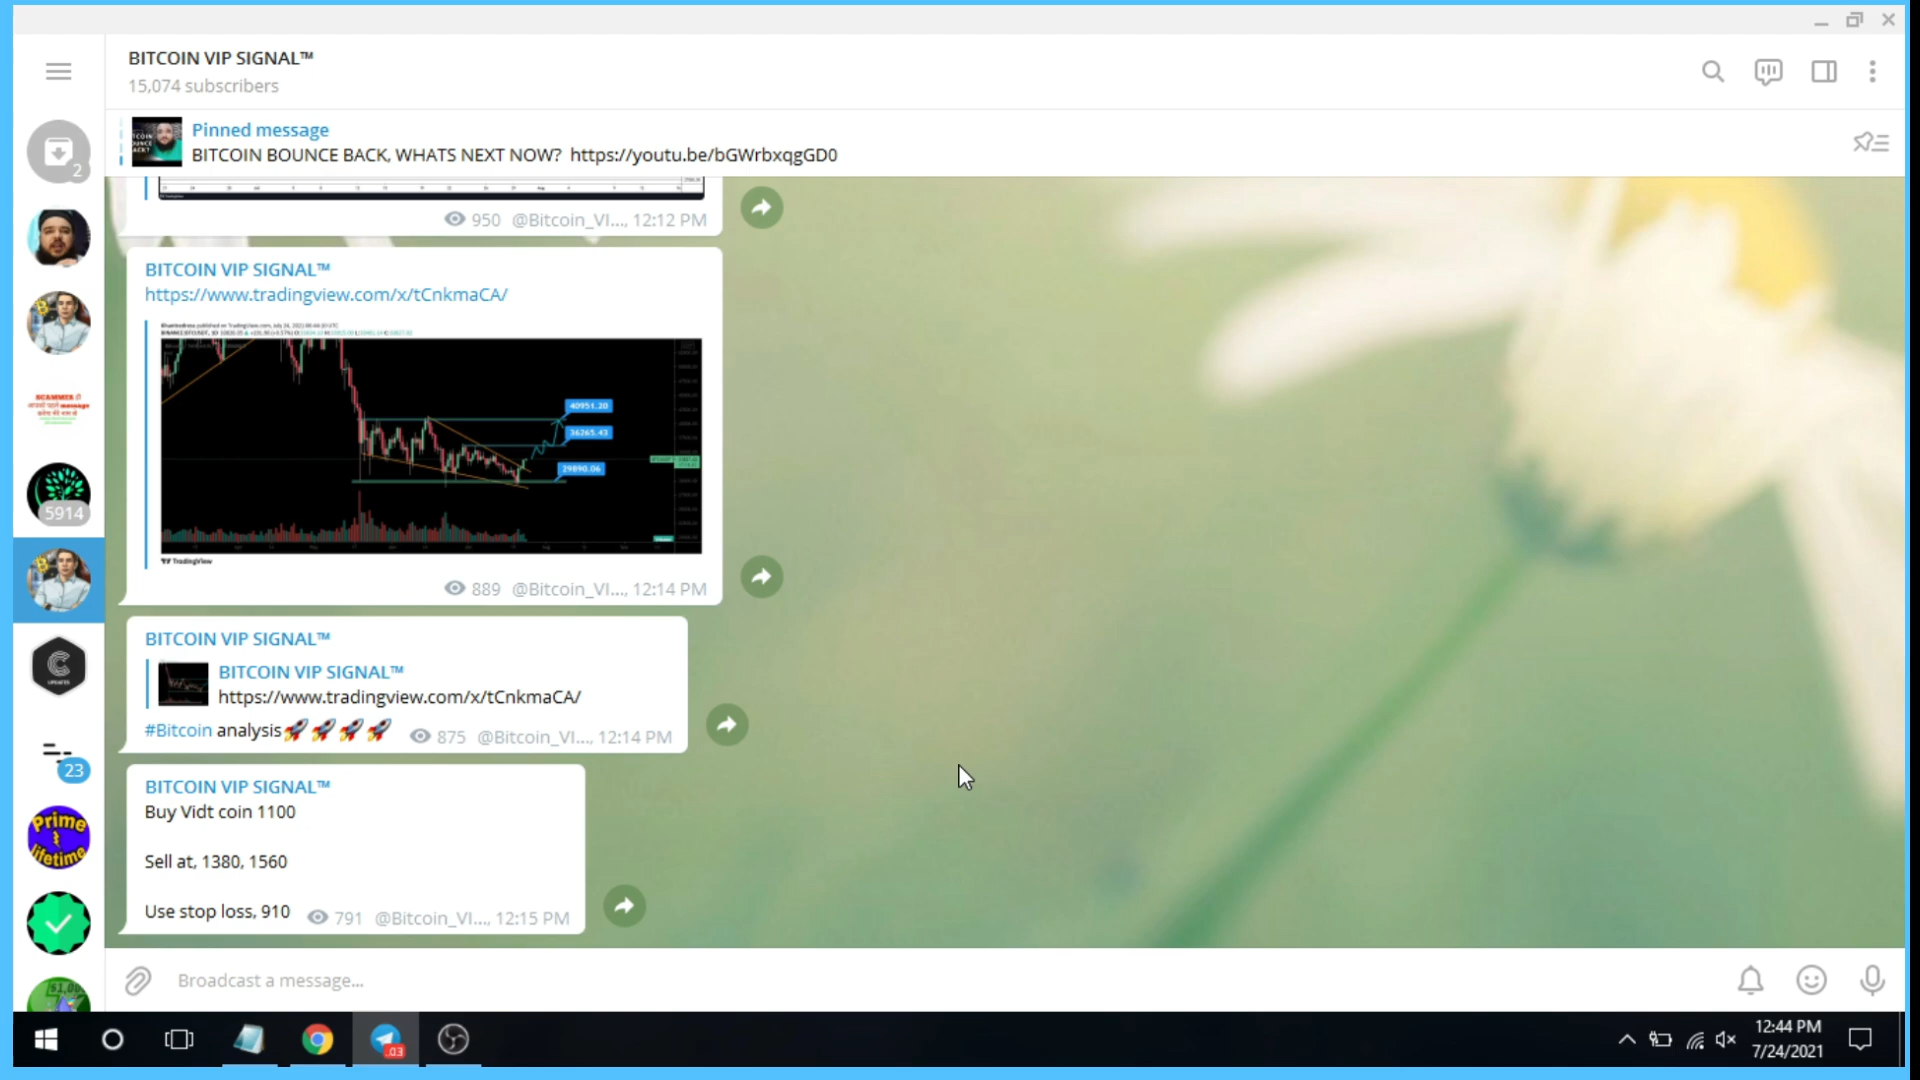 BITCOIN VIP SIGNAL™
15,074 subscribers
Pinned message
BITCOIN BOUNCE BACK, WHATS NEXT NOW? https://youtu.be/bGWrbxqgGD0
2
950 @Bitcoin_VI..., 12:12 PM
BITCOIN VIP SIGNAL™
https://www.tradingview.com/x/tCnkmaCA/
40951.20
36265.43
29890.06
TradingView
889 @Bitcoin_VI..., 12:14 PM
5914
BITCOIN VIP SIGNAL™
BITCOIN VIP SIGNAL™
https://www.tradingview.com/x/tCnkmaCA/
#Bitcoin analysis🚀🚀🚀🚀 875 @Bitcoin_VI..., 12:14 PM
23
BITCOIN VIP SIGNAL™
Buy Vidt coin 1100
Sell at, 1380, 1560
Use stop loss, 910 791 @Bitcoin_VI..., 12:15 PM
Prime
lifetime
Broadcast a message...
..03
12:44 PM
7/24/2021